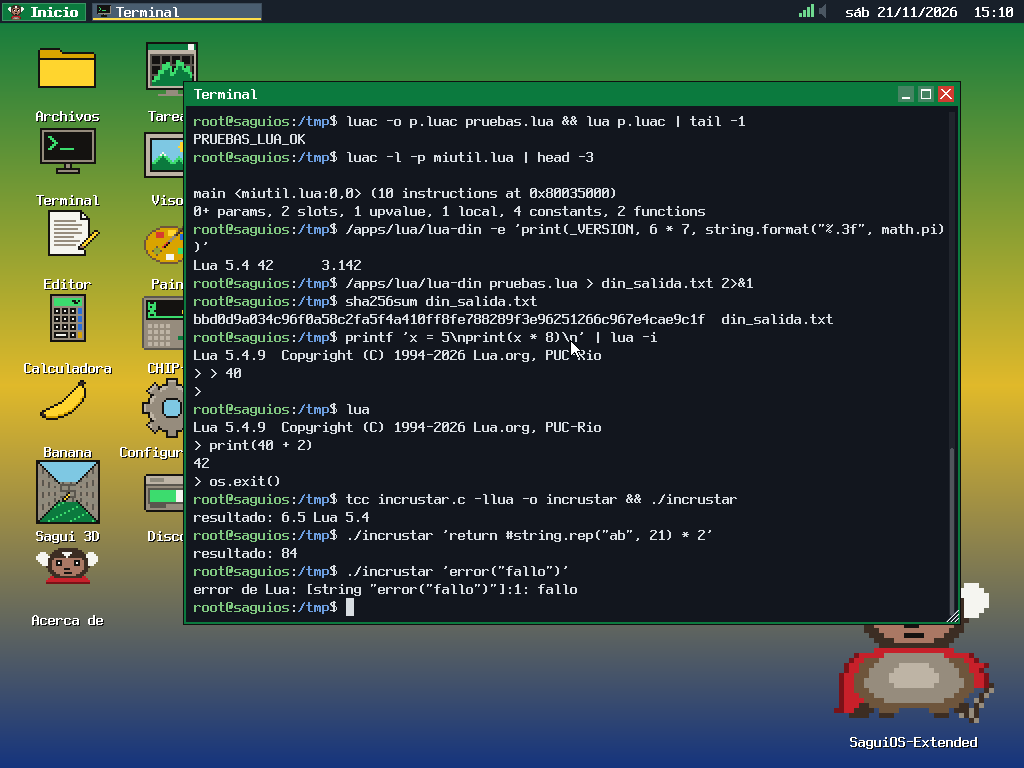 Inicio
Terminal
sáb 21/11/2026 15:10
Archivos
Tarea
Terminal
Viso
Editor
Pain
Calculadora
CHIP-
Banana
Configur
Sagui 3D
Disco
Acerca de
SaguiOS-Extended
Terminal
root@saguios:/tmp$ luac -o p.luac pruebas.lua && lua p.luac | tail -1
PRUEBAS_LUA_OK
root@saguios:/tmp$ luac -l -p miutil.lua | head -3
main <miutil.lua:0,0> (10 instructions at 0x80035000)
0+ params, 2 slots, 1 upvalue, 1 local, 4 constants, 2 functions
root@saguios:/tmp$ /apps/lua/lua-din -e 'print(_VERSION, 6 * 7, string.format("%.3f", math.pi)
)'
Lua 5.4 42      3.142
root@saguios:/tmp$ /apps/lua/lua-din pruebas.lua > din_salida.txt 2>&1
root@saguios:/tmp$ sha256sum din_salida.txt
bbd0d9a034c96f0a58c2fa5f4a410ff8fe788289f3e96251266c967e4cae9c1f  din_salida.txt
root@saguios:/tmp$ printf 'x = 5\nprint(x * 8)\n' | lua -i
Lua 5.4.9  Copyright (C) 1994-2026 Lua.org, PUC-Rio
> > 40
>
root@saguios:/tmp$ lua
Lua 5.4.9  Copyright (C) 1994-2026 Lua.org, PUC-Rio
> print(40 + 2)
42
> os.exit()
root@saguios:/tmp$ tcc incrustar.c -llua -o incrustar && ./incrustar
resultado: 6.5 Lua 5.4
root@saguios:/tmp$ ./incrustar 'return #string.rep("ab", 21) * 2'
resultado: 84
root@saguios:/tmp$ ./incrustar 'error("fallo")'
error de Lua: [string "error("fallo")"]:1: fallo
root@saguios:/tmp$